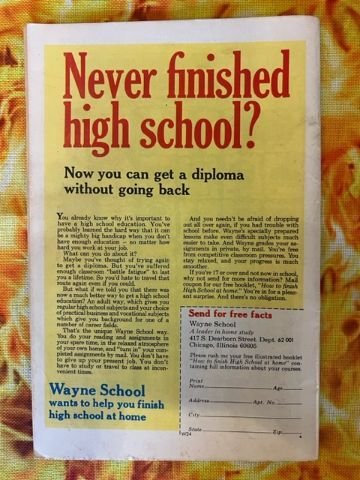 Never finished
high school?
Now you can get a diploma
without going back
You already know why it's important to
have a high school education. You've
probably learned the hard way that it can
be a mighty big handicap when you don't
have enough education — no matter how
hard you work at your job.
What can you do about it?
Maybe you've thought of trying again
to get a diploma. But you've suffered
enough classroom "battle fatigue" to last
you a lifetime. So you'd hate to travel that
route again even if you could.
But what if we told you that there was
now a much better way to get a high school
education? An adult way, which gives you
regular high school subjects and your choice
of practical business and vocational subjects
which give you background for one of a
number of career fields.
That's the unique Wayne School way.
You do your reading and assignments in
your spare time, in the relaxed atmosphere
of your own home, and "turn in" your com-
pleted assignments by mail. You don't have
to give up your present job. You don't
have to study or travel to class at incon-
venient times.
Wayne School
wants to help you finish
high school at home
And you needn't be afraid of dropping
out all over again, if you had trouble with
school before. Wayne's specially prepared
lessons make even difficult subjects much
easier to take. And Wayne grades your as-
signments in private, by mail. You're free
from competitive classroom pressures. You
stay relaxed, and your progress is much
smoother.
If you're 17 or over and not now in school,
why not send for more information? Mail
coupon for our free booklet, "How to finish
High School at home." You're in for a pleas-
ant surprise. And there's no obligation.
Send for free facts
Wayne School
A leader in home study
417 S. Dearborn Street, Dept. 62-001
Chicago, Illinois 60605
Please rush me your free illustrated booklet
"How to finish High School at home" con-
taining full information about your courses.
Print
Name Age
Address Apt. No.
City
State Zip